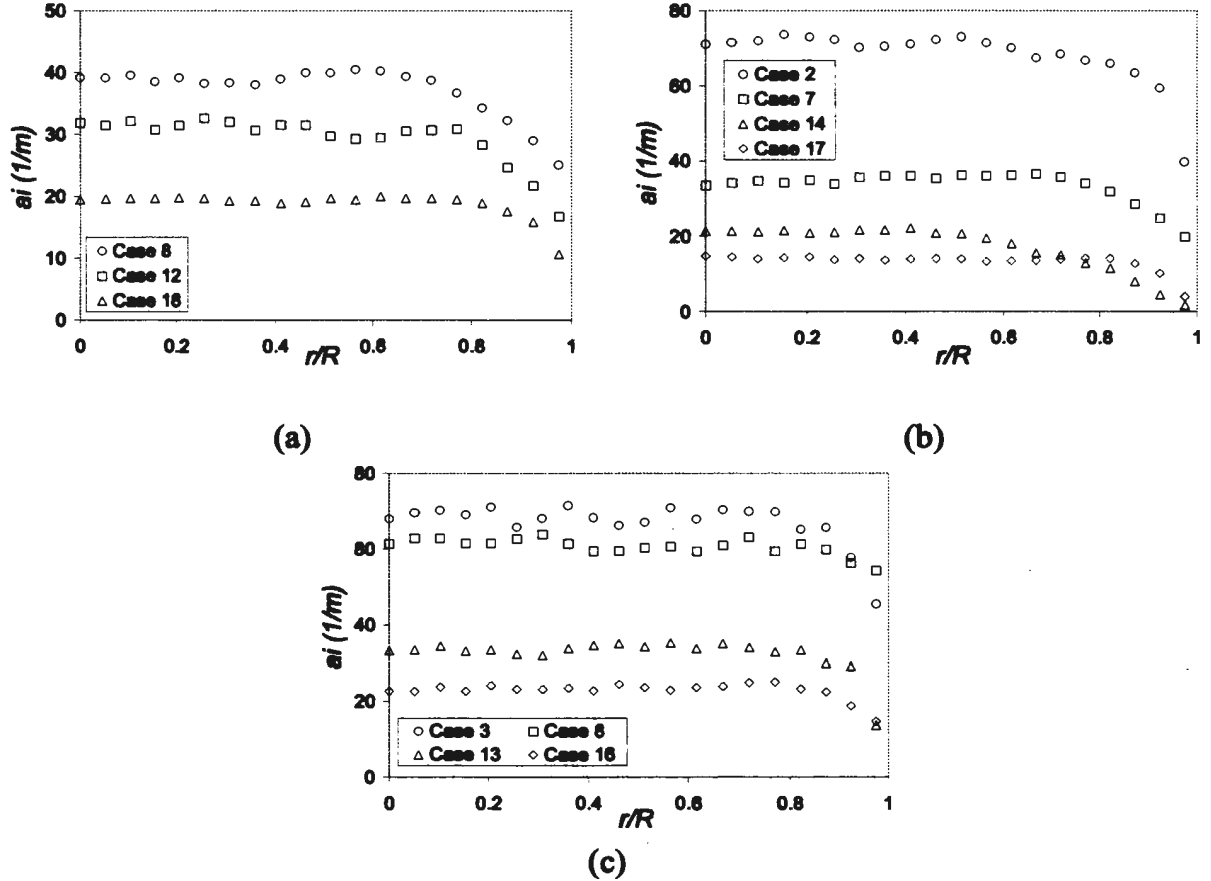 50
40
30
20
10
0
ai (1/m)
Case 8
Case 12
Case 16
0 0.2 0.4 0.6 0.8 1
r/R
(a)
80
60
40
20
0
ai (1/m)
Case 2
Case 7
Case 14
Case 17
0 0.2 0.4 0.6 0.8 1
r/R
(b)
80
60
40
20
0
ai (1/m)
Case 3 Case 8
Case 13 Case 16
0 0.2 0.4 0.6 0.8 1
r/R
(c)